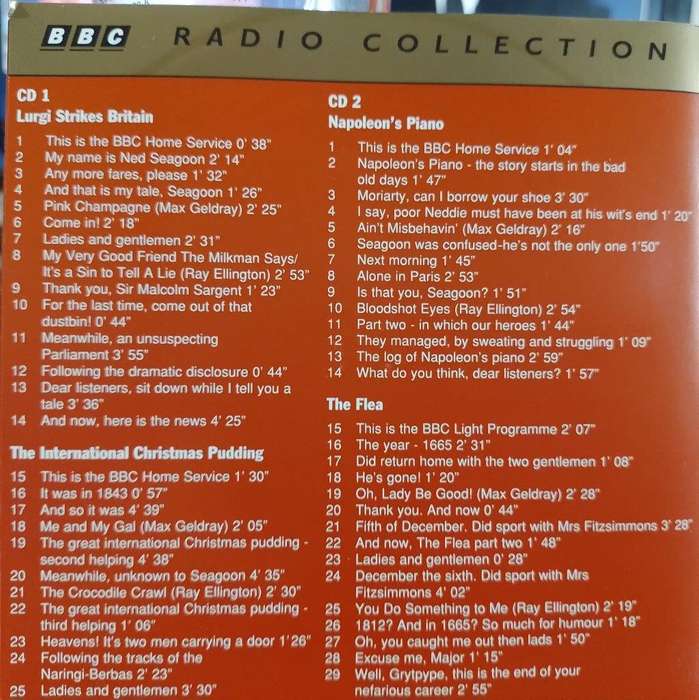 BBC RADIO COLLECTION
CD 1
Lurgi Strikes Britain
1 This is the BBC Home Service 0' 38"
2 My name is Ned Seagoon 2' 14"
3 Any more fares, please 1' 32"
4 And that is my tale, Seagoon 1' 26"
5 Pink Champagne (Max Geldray) 2' 25"
6 Come in! 2' 18"
7 Ladies and gentlemen 2' 31"
8 My Very Good Friend The Milkman Says/
It's a Sin to Tell A Lie (Ray Ellington) 2' 53"
9 Thank you, Sir Malcolm Sargent 1' 23"
10 For the last time, come out of that
dustbin! 0' 44"
11 Meanwhile, an unsuspecting
Parliament 3' 55"
12 Following the dramatic disclosure 0' 44"
13 Dear listeners, sit down while I tell you a
tale 3' 36"
14 And now, here is the news 4' 25"
The International Christmas Pudding
15 This is the BBC Home Service 1' 30"
16 It was in 1843 0' 57"
17 And so it was 4' 39"
18 Me and My Gal (Max Geldray) 2' 05"
19 The great international Christmas pudding -
second helping 4' 38"
20 Meanwhile, unknown to Seagoon 4' 35"
21 The Crocodile Crawl (Ray Ellington) 2' 30"
22 The great international Christmas pudding -
third helping 1' 06"
23 Heavens! It's two men carrying a door 1'26"
24 Following the tracks of the
Naringi-Berbas 2' 23"
25 Ladies and gentlemen 3' 30"
CD 2
Napoleon's Piano
1 This is the BBC Home Service 1' 04"
2 Napoleon's Piano - the story starts in the bad
old days 1' 47"
3 Moriarty, can I borrow your shoe 3' 30"
4 I say, poor Neddie must have been at his wit's end 1' 20"
5 Ain't Misbehavin' (Max Geldray) 2' 16"
6 Seagoon was confused-he's not the only one 1'50"
7 Next morning 1' 45"
8 Alone in Paris 2' 53"
9 Is that you, Seagoon? 1' 51"
10 Bloodshot Eyes (Ray Ellington) 2' 54"
11 Part two - in which our heroes 1' 44"
12 They managed, by sweating and struggling 1' 09"
13 The log of Napoleon's piano 2' 59"
14 What do you think, dear listeners? 1' 57"
The Flea
15 This is the BBC Light Programme 2' 07"
16 The year - 1665 2' 31"
17 Did return home with the two gentlemen 1' 08"
18 He's gone! 1' 20"
19 Oh, Lady Be Good! (Max Geldray) 2' 28"
20 Thank you. And now 0' 44"
21 Fifth of December. Did sport with Mrs Fitzsimmons 3' 28"
22 And now, The Flea part two 1' 48"
23 Ladies and gentlemen 0' 28"
24 December the sixth. Did sport with Mrs
Fitzsimmons 4' 02"
25 You Do Something to Me (Ray Ellington) 2' 19"
26 1812? And in 1665? So much for humour 1' 18"
27 Oh, you caught me out then lads 1' 50"
28 Excuse me, Major 1' 15"
29 Well, Grytpype, this is the end of your
nefarious career 2' 55"